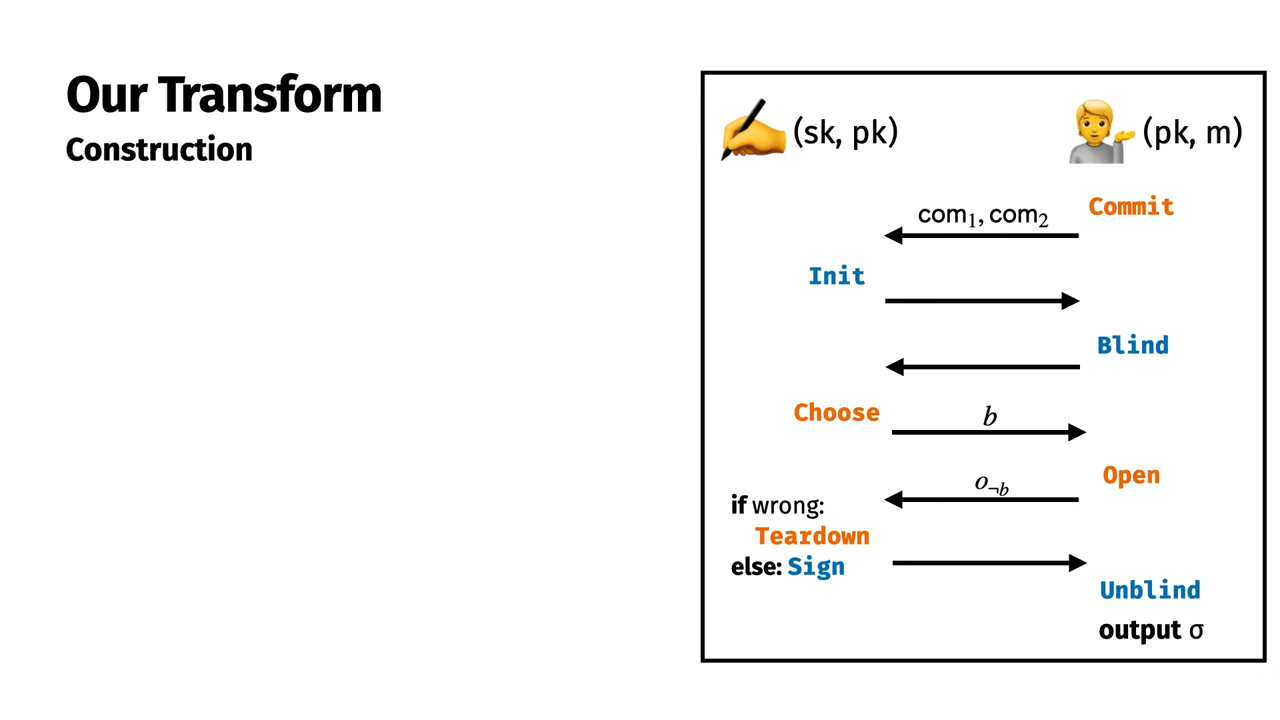 Our Transform
Construction
(sk, pk)
(pk, m)
Commit
com₁, com₂
Init
Blind
Choose
b
Open
o¬b
if wrong:
Teardown
else: Sign
Unblind
output σ